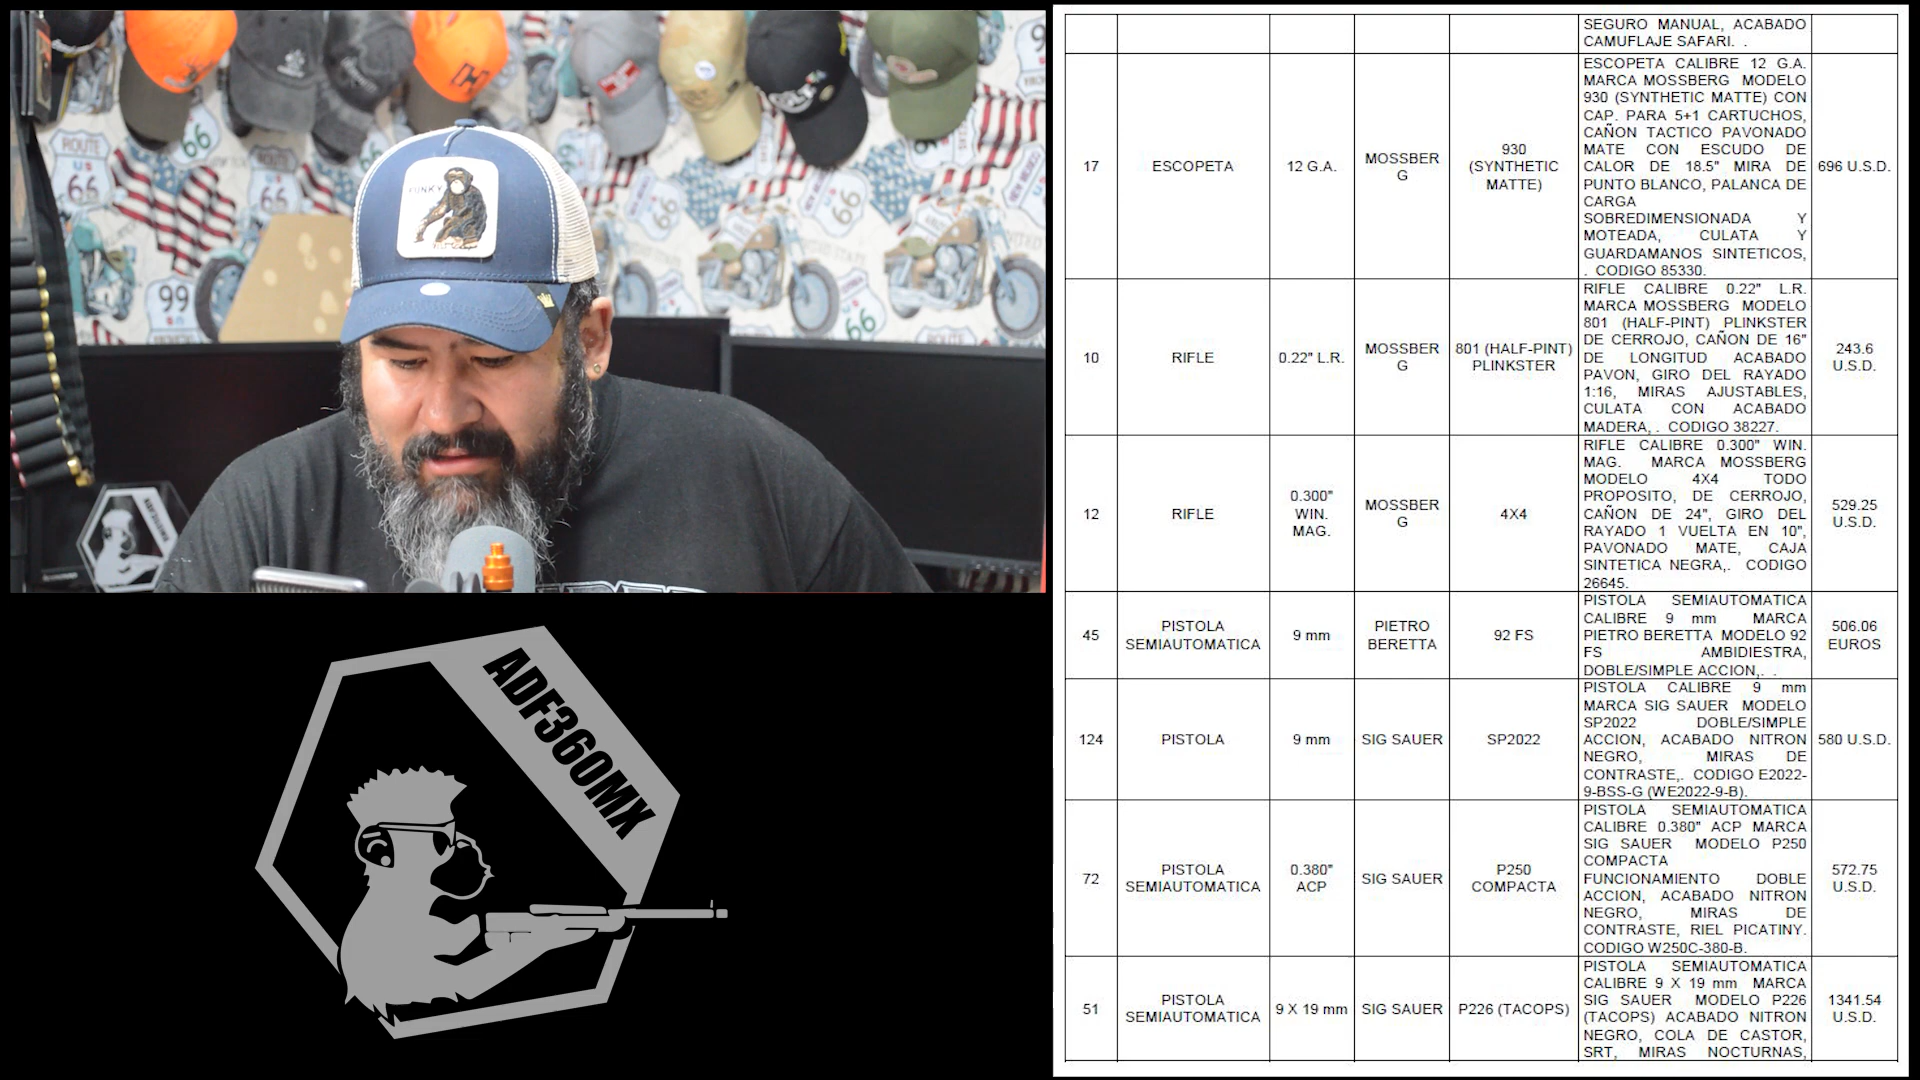 ROUTE
U S
66
66
66
66
66
99
66
66
FUNKY
ADF360MX
SEGURO MANUAL, ACABADO
CAMUFLAJE SAFARI. .
17
ESCOPETA
12 G.A.
MOSSBER
G
930
(SYNTHETIC
MATTE)
ESCOPETA CALIBRE 12 G.A.
MARCA MOSSBERG MODELO
930 (SYNTHETIC MATTE) CON
CAP. PARA 5+1 CARTUCHOS,
CAÑON TACTICO PAVONADO
MATE CON ESCUDO DE
CALOR DE 18.5" MIRA DE
PUNTO BLANCO, PALANCA DE
CARGA
SOBREDIMENSIONADA Y
MOTEADA, CULATA Y
GUARDAMANOS SINTETICOS,
. CODIGO 85330.
696 U.S.D.
10
RIFLE
0.22" L.R.
MOSSBER
G
801 (HALF-PINT)
PLINKSTER
RIFLE CALIBRE 0.22" L.R.
MARCA MOSSBERG MODELO
801 (HALF-PINT) PLINKSTER
DE CERROJO, CAÑON DE 16"
DE LONGITUD ACABADO
PAVON, GIRO DEL RAYADO
1:16, MIRAS AJUSTABLES,
CULATA CON ACABADO
MADERA, . CODIGO 38227.
243.6
U.S.D.
12
RIFLE
0.300"
WIN.
MAG.
MOSSBER
G
4X4
RIFLE CALIBRE 0.300" WIN.
MAG. MARCA MOSSBERG
MODELO 4X4 TODO
PROPOSITO, DE CERROJO,
CAÑON DE 24", GIRO DEL
RAYADO 1 VUELTA EN 10",
PAVONADO MATE, CAJA
SINTETICA NEGRA,. CODIGO
26645.
529.25
U.S.D.
45
PISTOLA
SEMIAUTOMATICA
9 mm
PIETRO
BERETTA
92 FS
PISTOLA SEMIAUTOMATICA
CALIBRE 9 mm MARCA
PIETRO BERETTA MODELO 92
FS AMBIDIESTRA,
DOBLE/SIMPLE ACCION,. .
506.06
EUROS
124
PISTOLA
9 mm
SIG SAUER
SP2022
PISTOLA CALIBRE 9 mm
MARCA SIG SAUER MODELO
SP2022 DOBLE/SIMPLE
ACCION, ACABADO NITRON
NEGRO, MIRAS DE
CONTRASTE,. CODIGO E2022-
9-BSS-G (WE2022-9-B).
580 U.S.D.
72
PISTOLA
SEMIAUTOMATICA
0.380"
ACP
SIG SAUER
P250
COMPACTA
PISTOLA SEMIAUTOMATICA
CALIBRE 0.380" ACP MARCA
SIG SAUER MODELO P250
COMPACTA
FUNCIONAMIENTO DOBLE
ACCION, ACABADO NITRON
NEGRO, MIRAS DE
CONTRASTE, RIEL PICATINY.
CODIGO W250C-380-B.
572.75
U.S.D.
51
PISTOLA
SEMIAUTOMATICA
9 X 19 mm
SIG SAUER
P226 (TACOPS)
PISTOLA SEMIAUTOMATICA
CALIBRE 9 X 19 mm MARCA
SIG SAUER MODELO P226
(TACOPS) ACABADO NITRON
NEGRO, COLA DE CASTOR,
SRT, MIRAS NOCTURNAS,
1341.54
U.S.D.